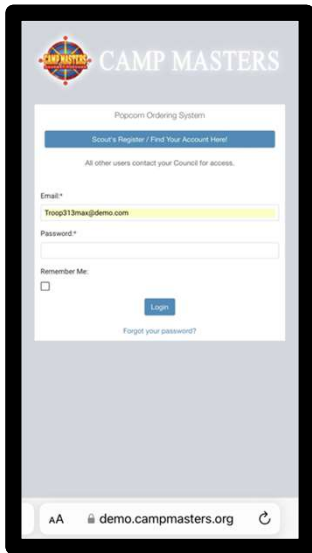 CAMP MASTERS
CAMP MASTERS
Popcorn Ordering System
Scout's Register / Find Your Account Here!
All other users contact your Council for access.
Email:*
Troop313max@demo.com
Password:*
Remember Me:
Login
Forgot your password?
AA demo.campmasters.org